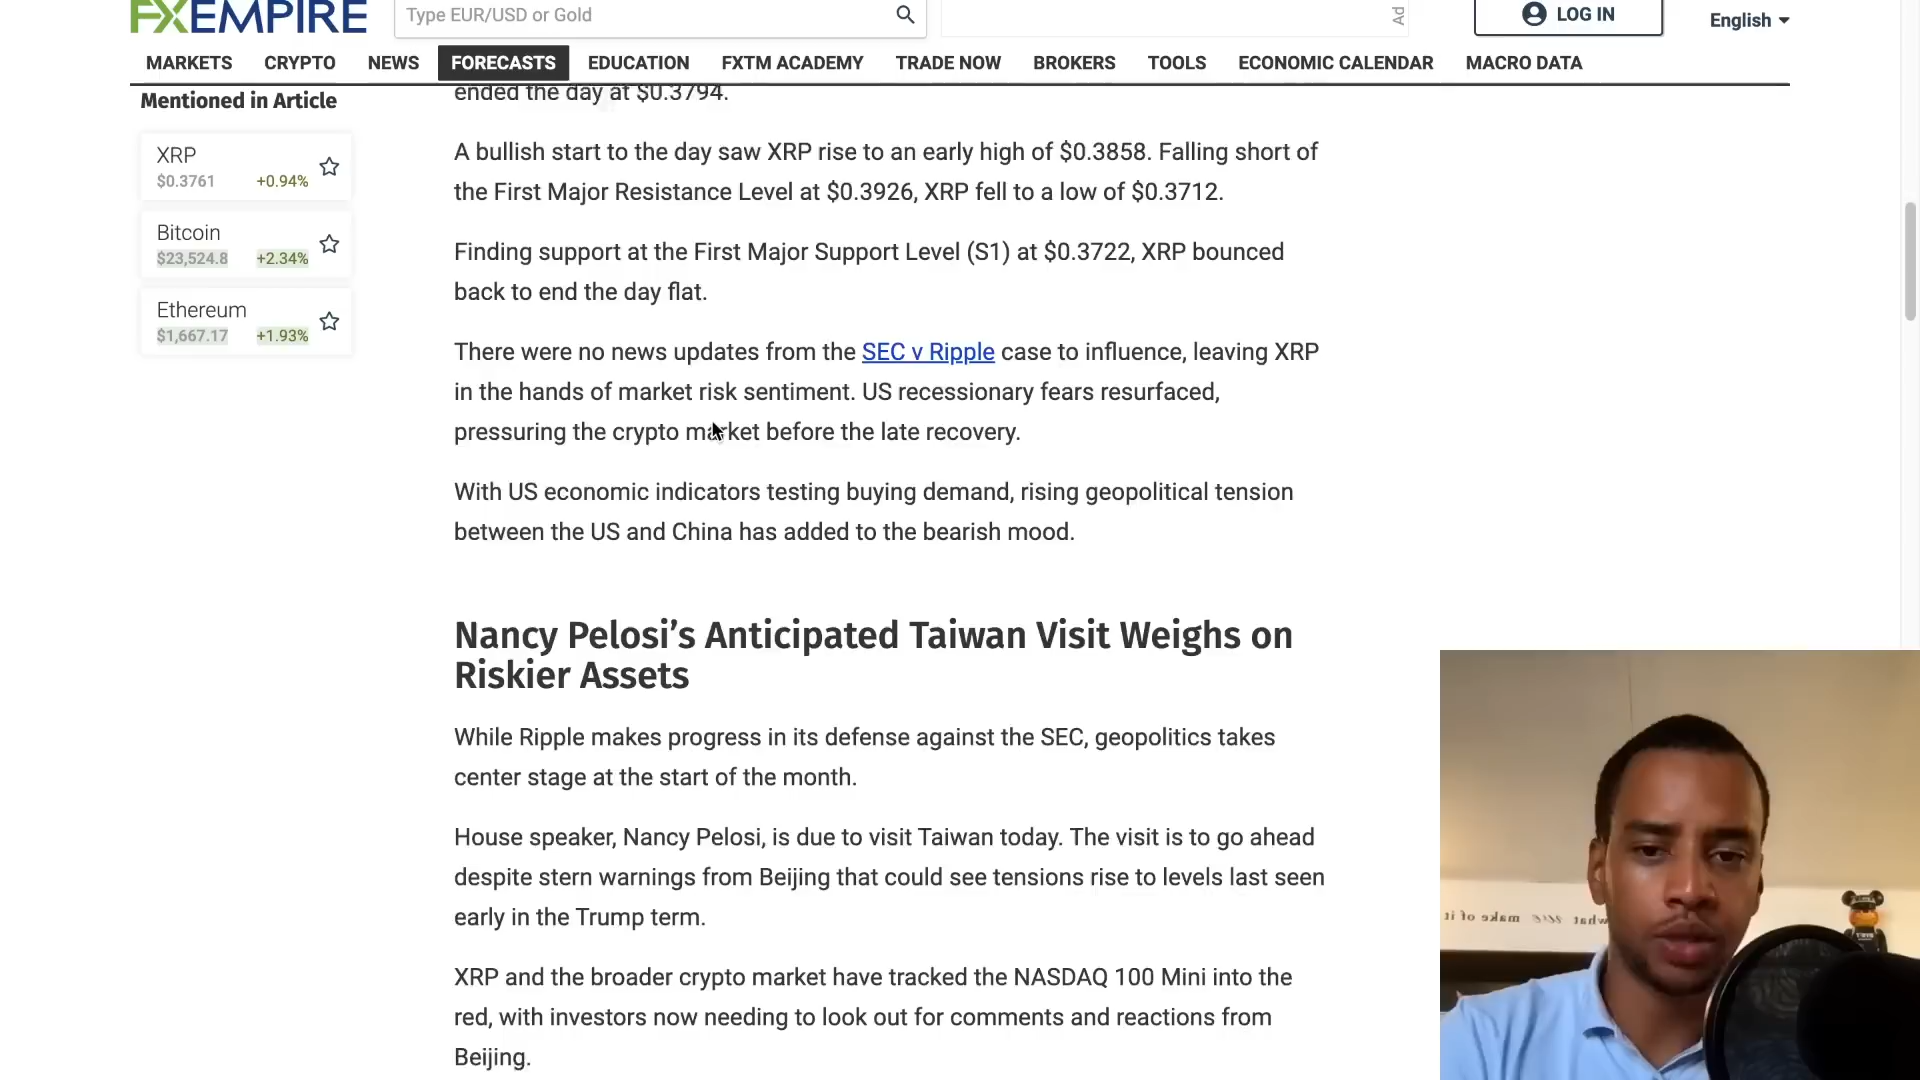 FXEMPIRE
Type EUR/USD or Gold
Ad
LOG IN
English
MARKETS CRYPTO NEWS FORECASTS EDUCATION FXTM ACADEMY TRADE NOW BROKERS TOOLS ECONOMIC CALENDAR MACRO DATA
Mentioned in Article
XRP
$0.3761 +0.94%
Bitcoin
$23,524.8 +2.34%
Ethereum
$1,667.17 +1.93%
ended the day at $0.3794.
A bullish start to the day saw XRP rise to an early high of $0.3858. Falling short of
the First Major Resistance Level at $0.3926, XRP fell to a low of $0.3712.
Finding support at the First Major Support Level (S1) at $0.3722, XRP bounced
back to end the day flat.
There were no news updates from the SEC v Ripple case to influence, leaving XRP
in the hands of market risk sentiment. US recessionary fears resurfaced,
pressuring the crypto market before the late recovery.
With US economic indicators testing buying demand, rising geopolitical tension
between the US and China has added to the bearish mood.
Nancy Pelosi’s Anticipated Taiwan Visit Weighs on
Riskier Assets
While Ripple makes progress in its defense against the SEC, geopolitics takes
center stage at the start of the month.
House speaker, Nancy Pelosi, is due to visit Taiwan today. The visit is to go ahead
despite stern warnings from Beijing that could see tensions rise to levels last seen
early in the Trump term.
XRP and the broader crypto market have tracked the NASDAQ 100 Mini into the
red, with investors now needing to look out for comments and reactions from
Beijing.
what you make of it